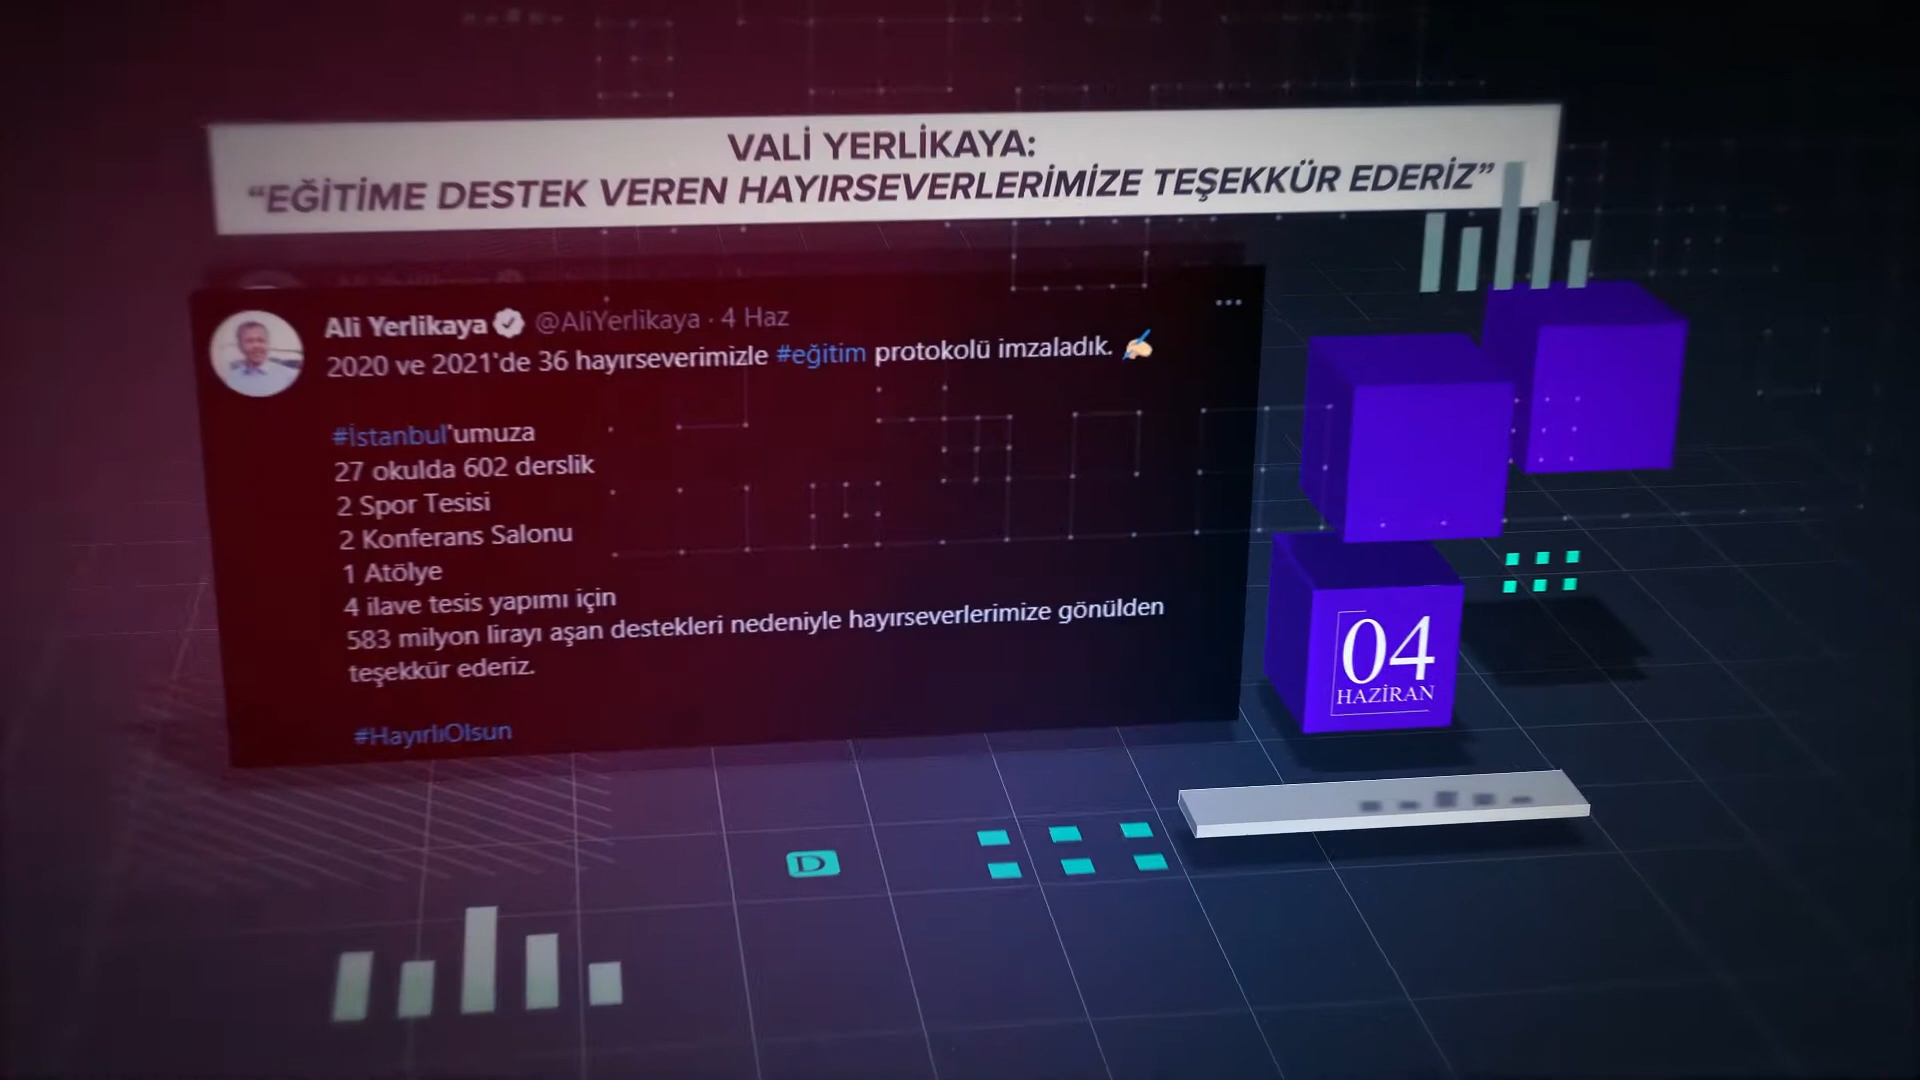 VALİ YERLİKAYA:
“EĞİTİME DESTEK VEREN HAYIRSEVERLERİMİZE TEŞEKKÜR EDERİZ”
Ali Yerlikaya @AliYerlikaya · 4 Haz
2020 ve 2021'de 36 hayırseverimizle #eğitim protokolü imzaladık. ✍🏻
#İstanbul'umuza
27 okulda 602 derslik
2 Spor Tesisi
2 Konferans Salonu
1 Atölye
4 ilave tesis yapımı için
583 milyon lirayı aşan destekleri nedeniyle hayırseverlerimize gönülden
teşekkür ederiz.
#HayırlıOlsun
04
HAZİRAN
D